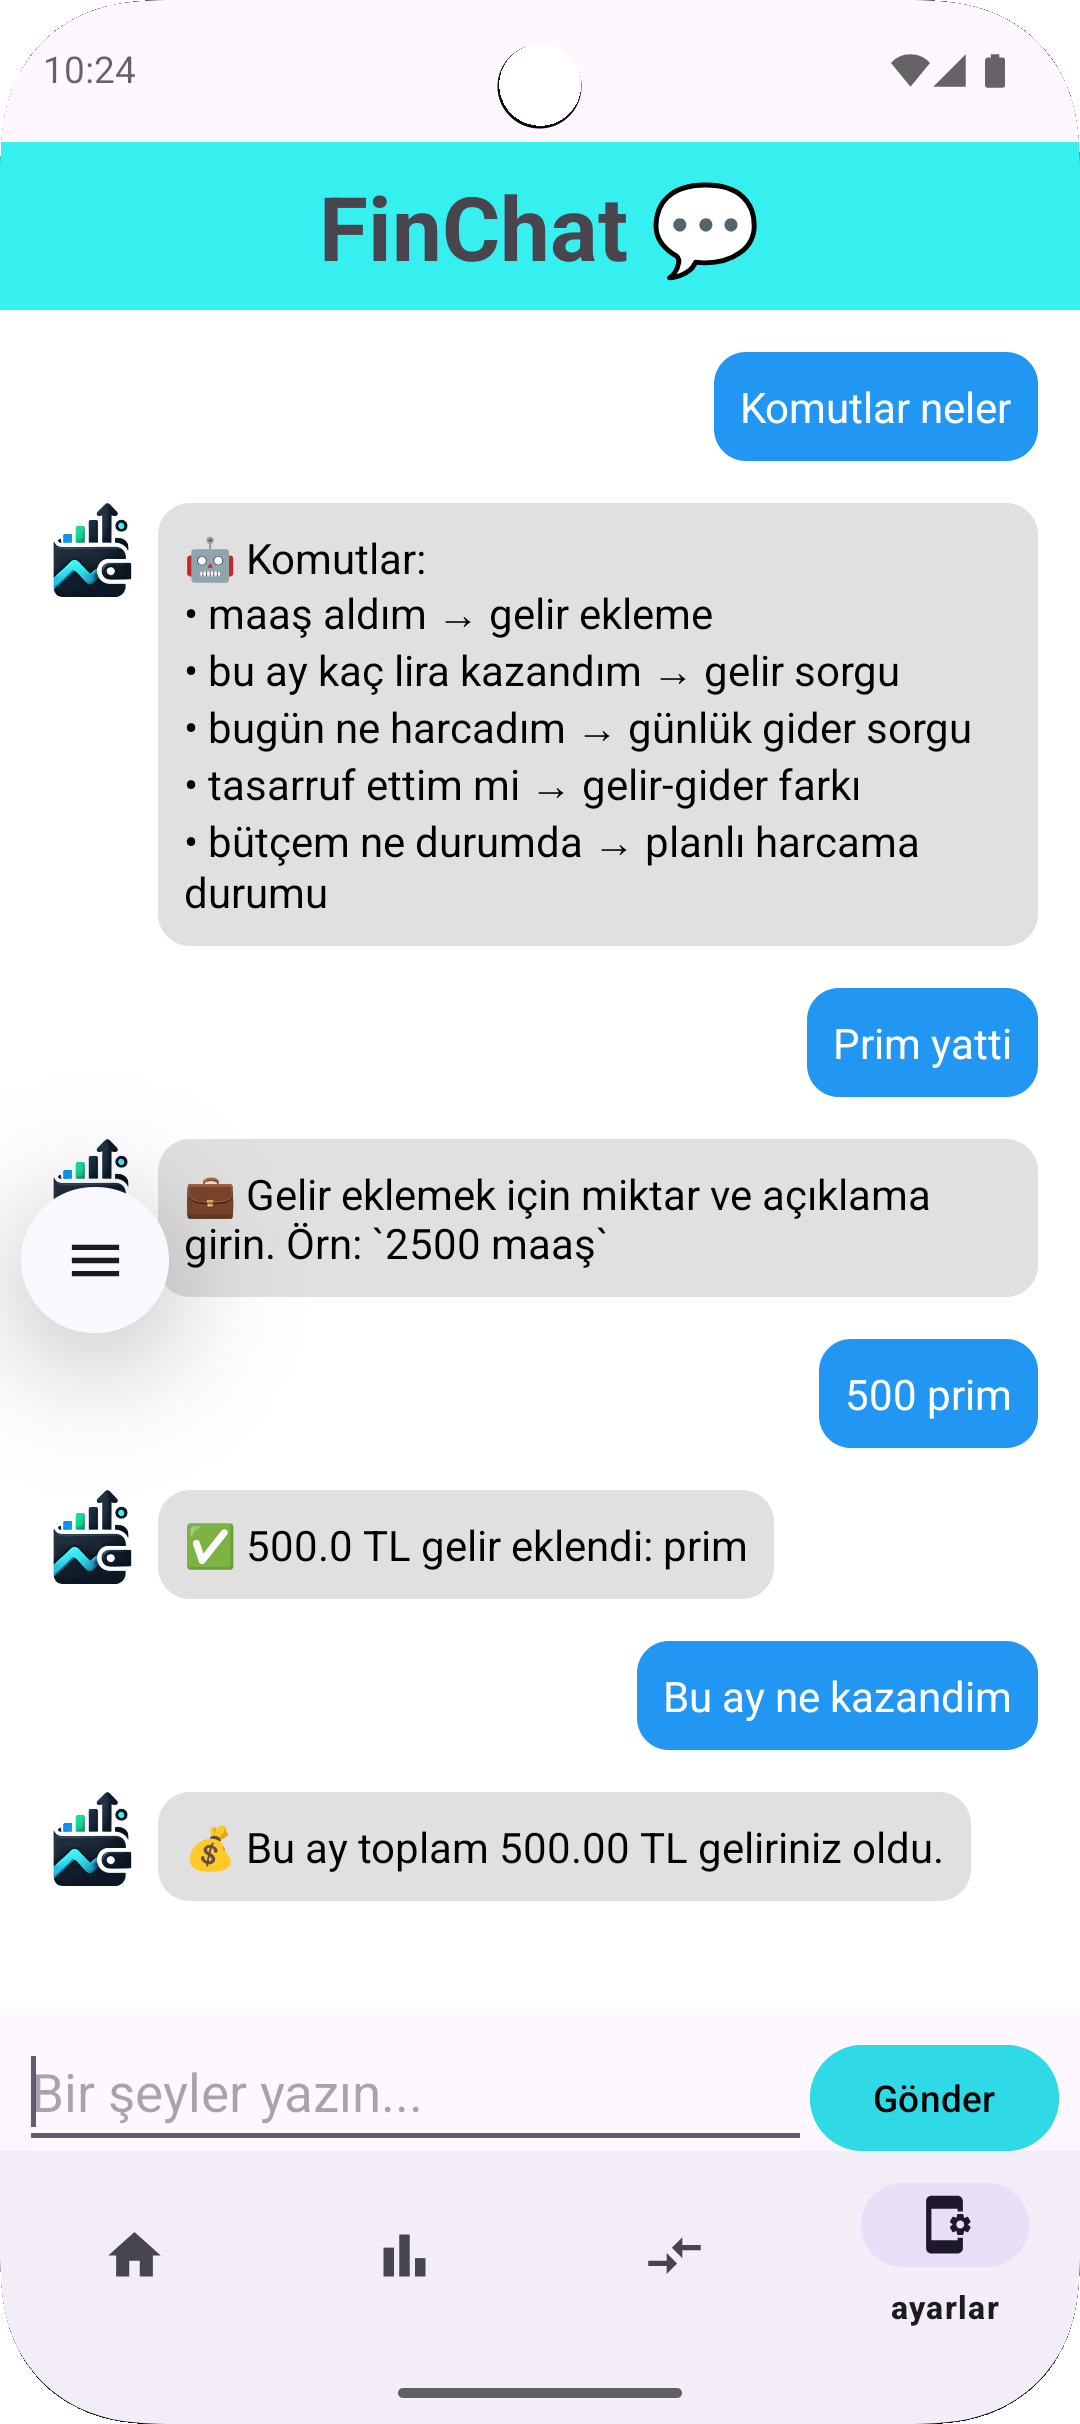 10:24
FinChat 💬
Komutlar neler
🤖 Komutlar:
• maaş aldım → gelir ekleme
• bu ay kaç lira kazandım → gelir sorgu
• bugün ne harcadım → günlük gider sorgu
• tasarruf ettim mi → gelir-gider farkı
• bütçem ne durumda → planlı harcama
durumu
Prim yatti
💼 Gelir eklemek için miktar ve açıklama
girin. Örn: `2500 maaş`
500 prim
✅ 500.0 TL gelir eklendi: prim
Bu ay ne kazandim
💰 Bu ay toplam 500.00 TL geliriniz oldu.
Bir şeyler yazın...
Gönder
ayarlar